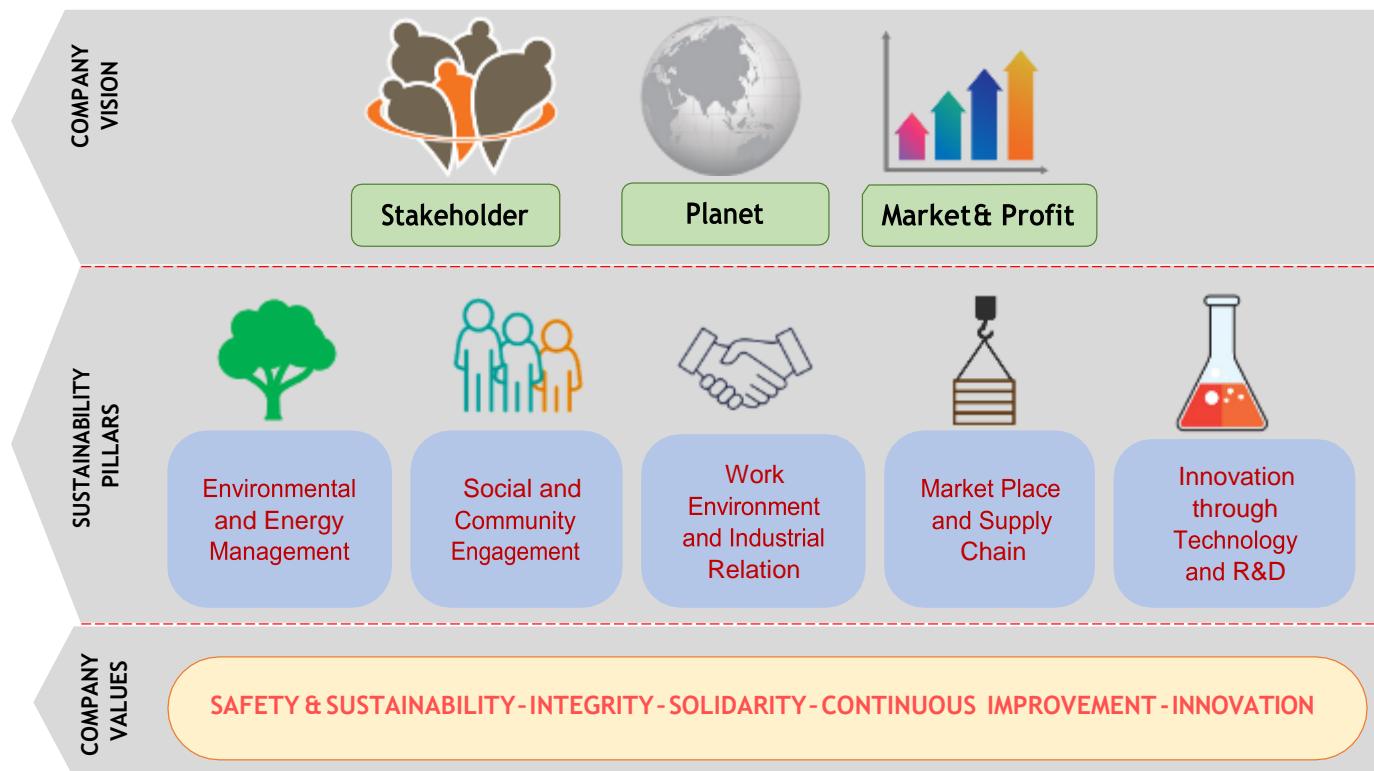 COMPANY
VISION
Stakeholder
Planet
Market& Profit
SUSTAINABILITY
PILLARS
Environmental
and Energy
Management
Social and
Community
Engagement
Work
Environment
and Industrial
Relation
Market Place
and Supply
Chain
Innovation
through
Technology
and R&D
COMPANY
VALUES
SAFETY & SUSTAINABILITY-INTEGRITY-SOLIDARITY-CONTINUOUS IMPROVEMENT-INNOVATION